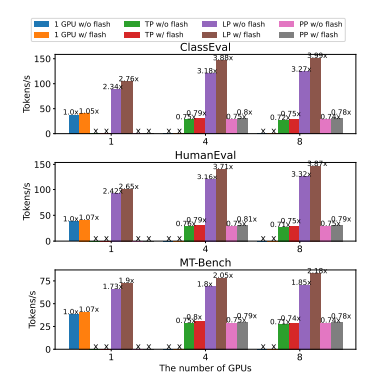 1 GPU w/o flash TP w/o flash LP w/o flash PP w/o flash
1 GPU w/ flash TP w/ flash LP w/ flash PP w/ flash
ClassEval
Tokens/s
150
100
50
0
1.0x 1.05x X X 2.34x 2.76x X X
X X 0.75x 0.79x 3.18x 3.88x 0.75x 0.8x
X X 0.72x 0.75x 3.27x 3.99x 0.74x 0.78x
1 4 8
HumanEval
Tokens/s
150
100
50
0
1.0x 1.07x X X 2.42x 2.65x X X
X X 0.76x 0.79x 3.16x 3.71x 0.75x 0.81x
X X 0.71x 0.75x 3.32x 3.87x 0.75x 0.79x
1 4 8
MT-Bench
Tokens/s
75
50
25
0
1.0x 1.07x X X 1.73x 1.9x X X
X X 0.75x 0.8x 1.8x 2.05x 0.75x 0.79x
X X 0.71x 0.74x 1.85x 2.18x 0.74x 0.78x
1 4 8
The number of GPUs